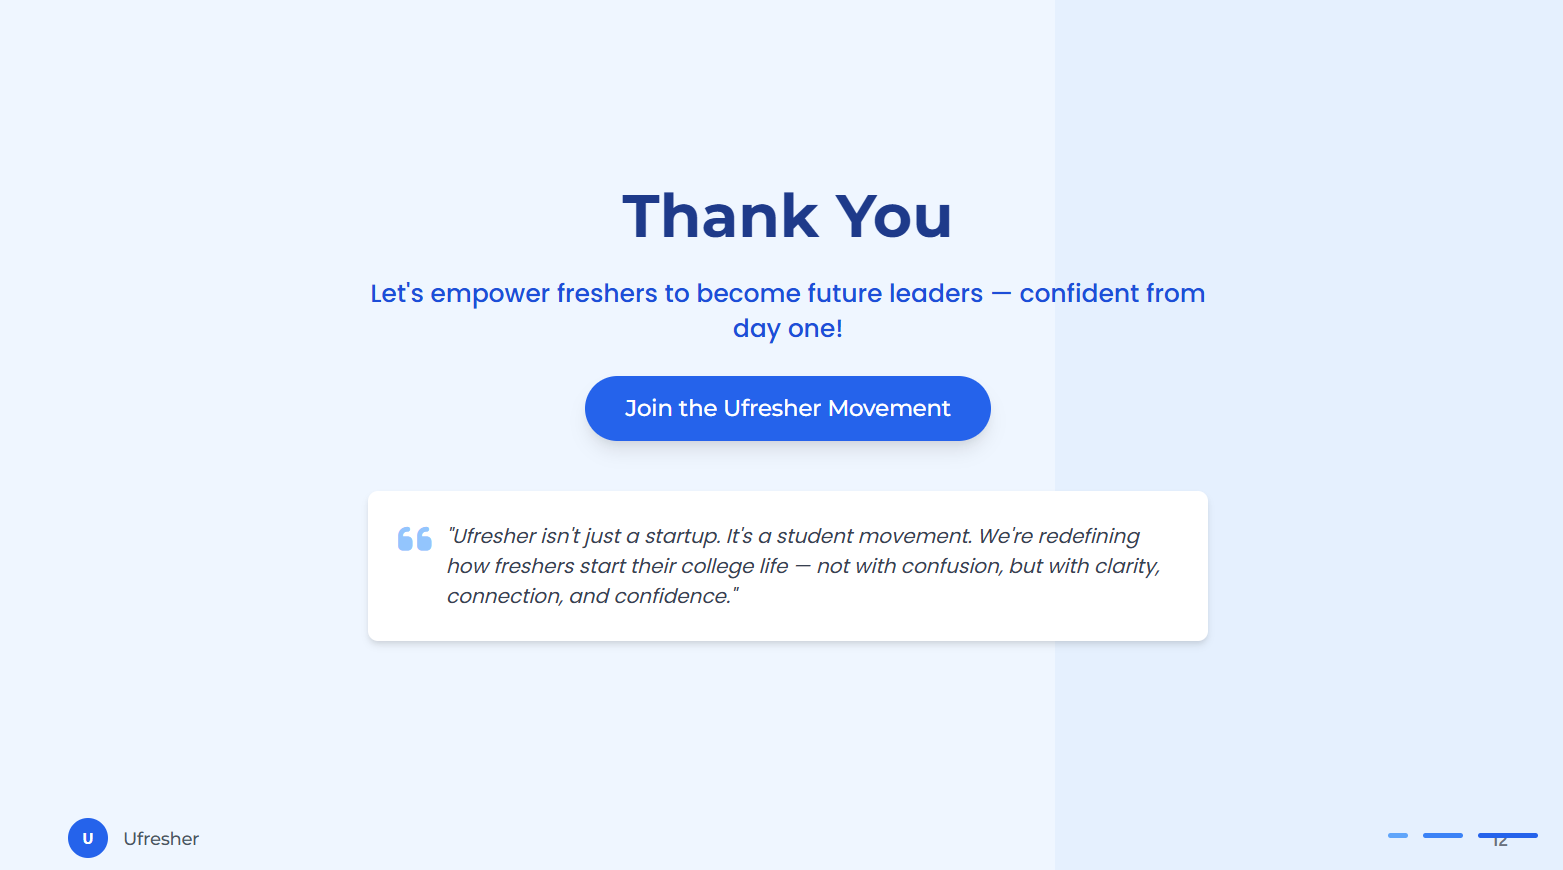 Thank You
Let's empower freshers to become future leaders — confident from
day one!
Join the Ufresher Movement
"Ufresher isn't just a startup. It's a student movement. We're redefining
how freshers start their college life — not with confusion, but with clarity,
connection, and confidence."
U
Ufresher
12